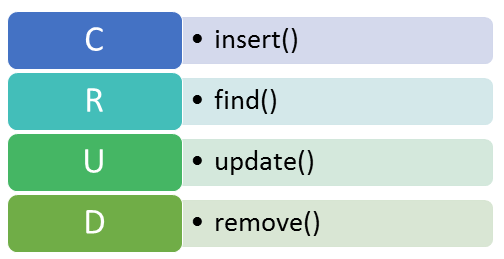 C • insert()
R • find()
U • update()
D • remove()